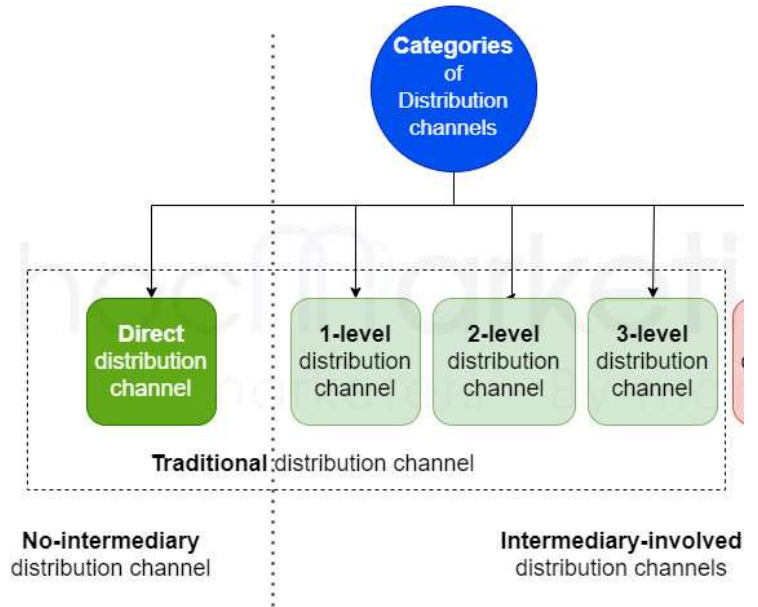 Categories
of
Distribution
channels
Direct
distribution
channel
1-level
distribution
channel
2-level
distribution
channel
3-level
distribution
channel
Traditional distribution channel
No-intermediary
distribution channel
Intermediary-involved
distribution channels